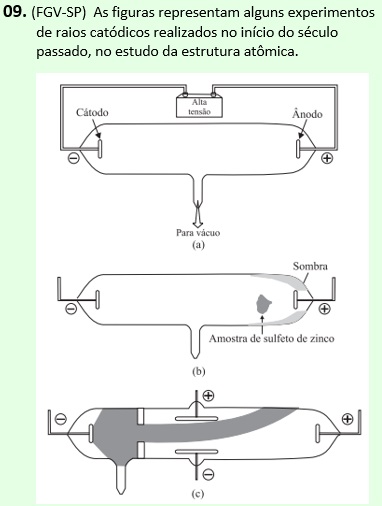 09. (FGV-SP) As figuras representam alguns experimentos
de raios catódicos realizados no início do século
passado, no estudo da estrutura atômica.
Alta
tensão
Cátodo
Ânodo
−
+
Para vácuo
(a)
Sombra
−
+
Amostra de sulfeto de zinco
(b)
+
−
+
−
(c)